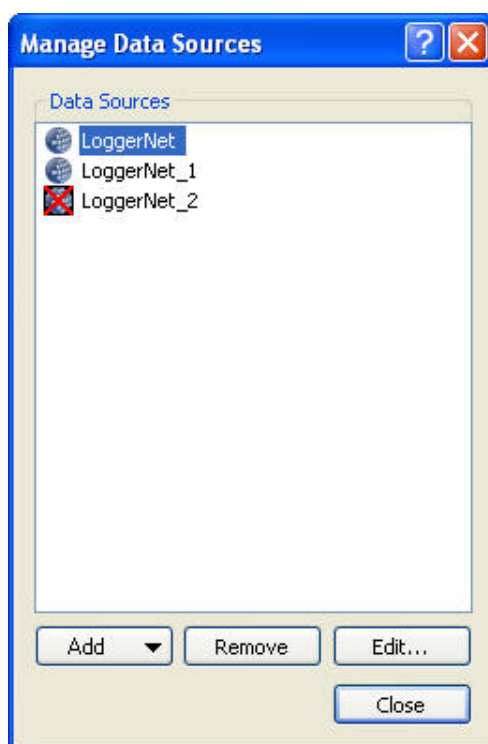 Manage Data Sources
Data Sources
LoggerNet
LoggerNet_1
LoggerNet_2
Add Remove Edit...
Close